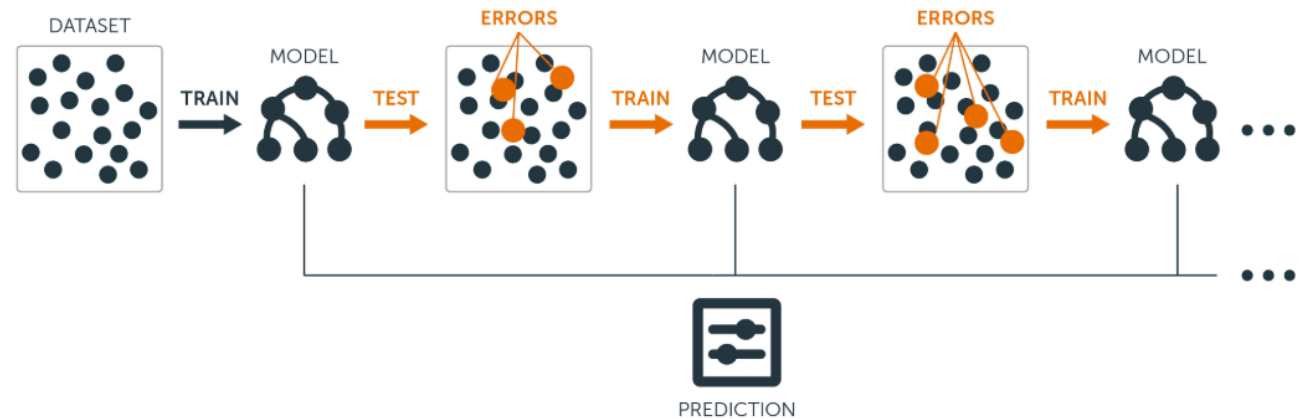 DATASET
TRAIN
MODEL
TEST
ERRORS
TRAIN
MODEL
TEST
ERRORS
TRAIN
MODEL
PREDICTION